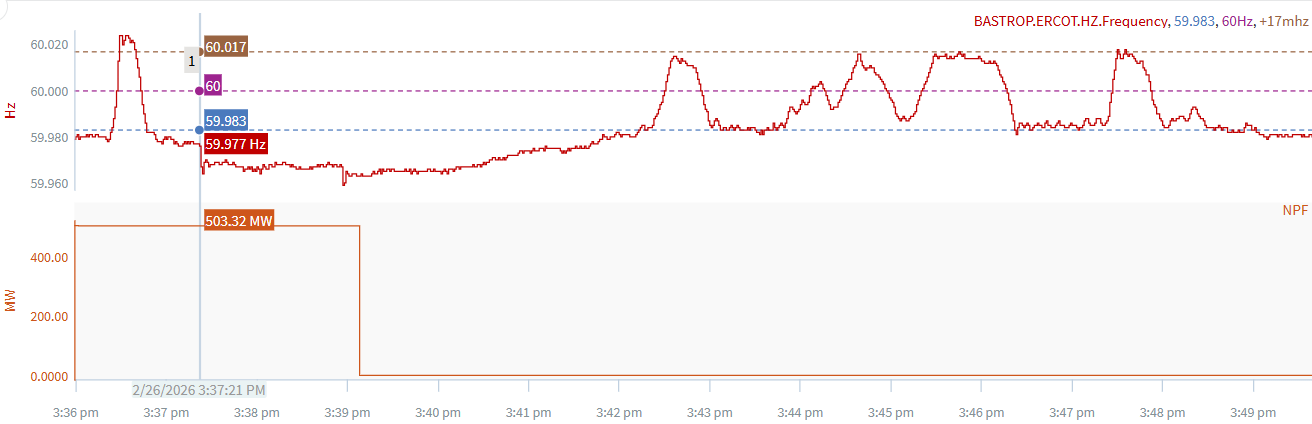 BASTROP.ERCOT.HZ.Frequency, 59.983, 60Hz, +17mhz
60.020
60.000
59.980
59.960
Hz
1
60.017
60
59.983
59.977 Hz
NPF
503.32 MW
400.00
200.00
0.0000
MW
2/26/2026 3:37:21 PM
3:36 pm 3:37 pm 3:38 pm 3:39 pm 3:40 pm 3:41 pm 3:42 pm 3:43 pm 3:44 pm 3:45 pm 3:46 pm 3:47 pm 3:48 pm 3:49 pm